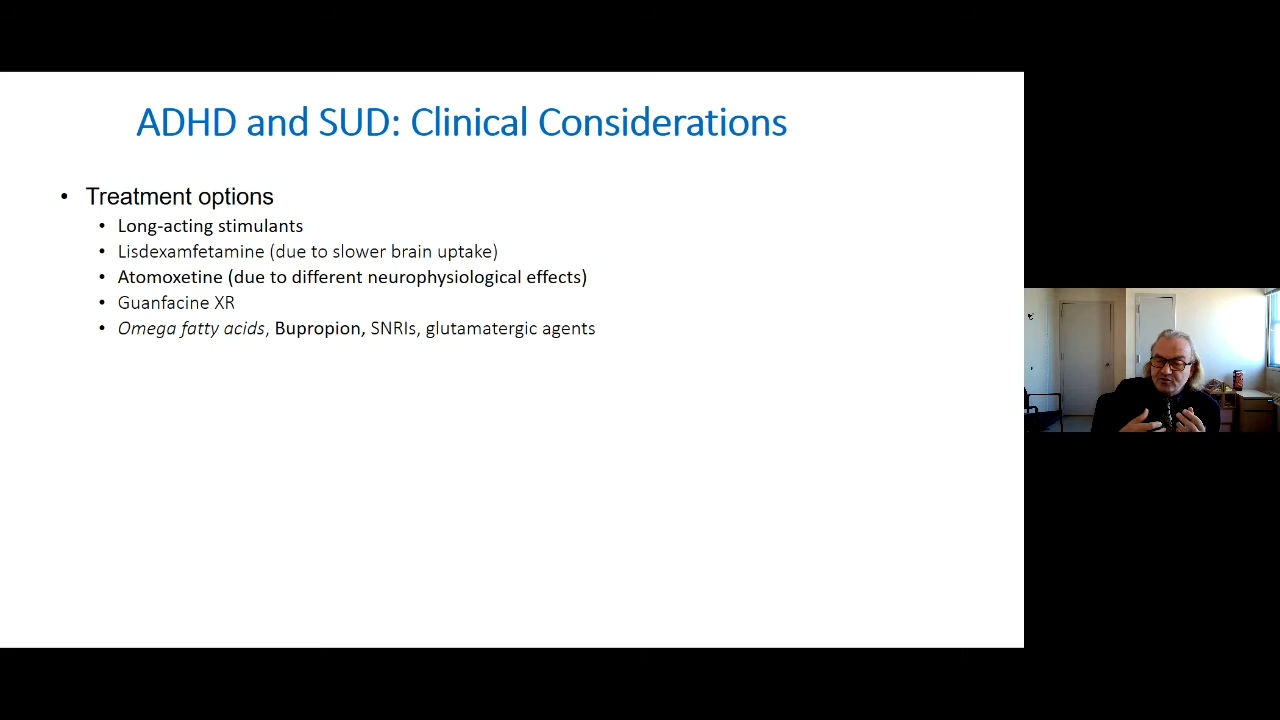 ADHD and SUD: Clinical Considerations
• Treatment options
• Long-acting stimulants
• Lisdexamfetamine (due to slower brain uptake)
• Atomoxetine (due to different neurophysiological effects)
• Guanfacine XR
• Omega fatty acids, Bupropion, SNRIs, glutamatergic agents